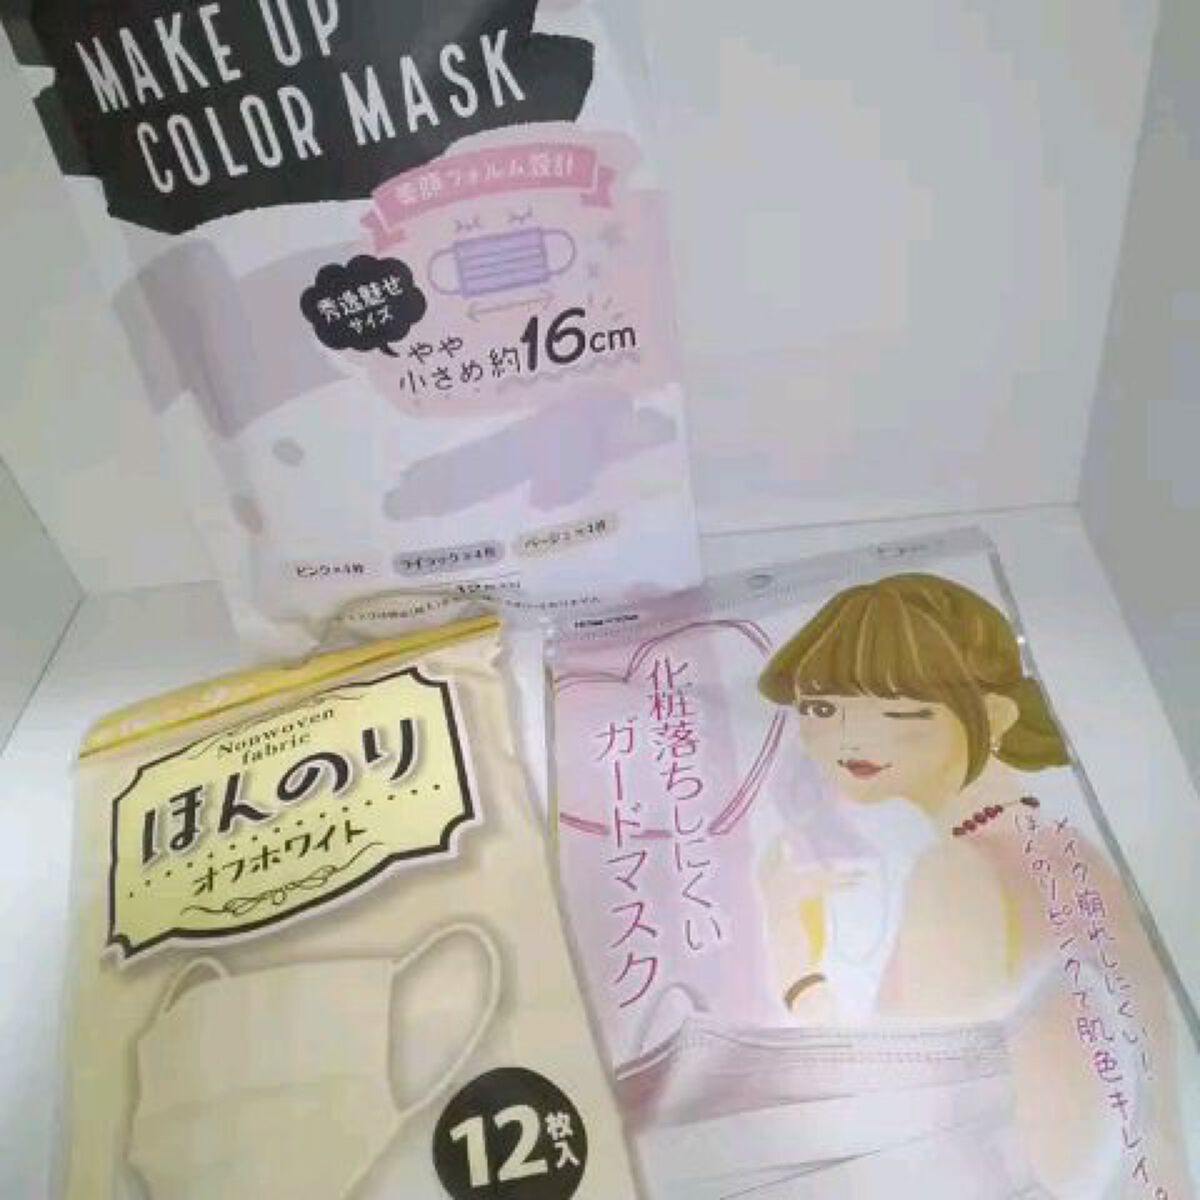 MAKE UP
COLOR MASK
美顔フォルム設計
魅せ
サイズ
やや
小さめ約16cm
ピンク×4枚
ライラック×4枚
ベージュ×4枚
Nonwoven
fabric
ほんのり
オフホワイト
12枚入
化粧落ちしにくい
ガードマスク
メイク崩れしにくい!
ほんのりピンクで肌色キレイ。